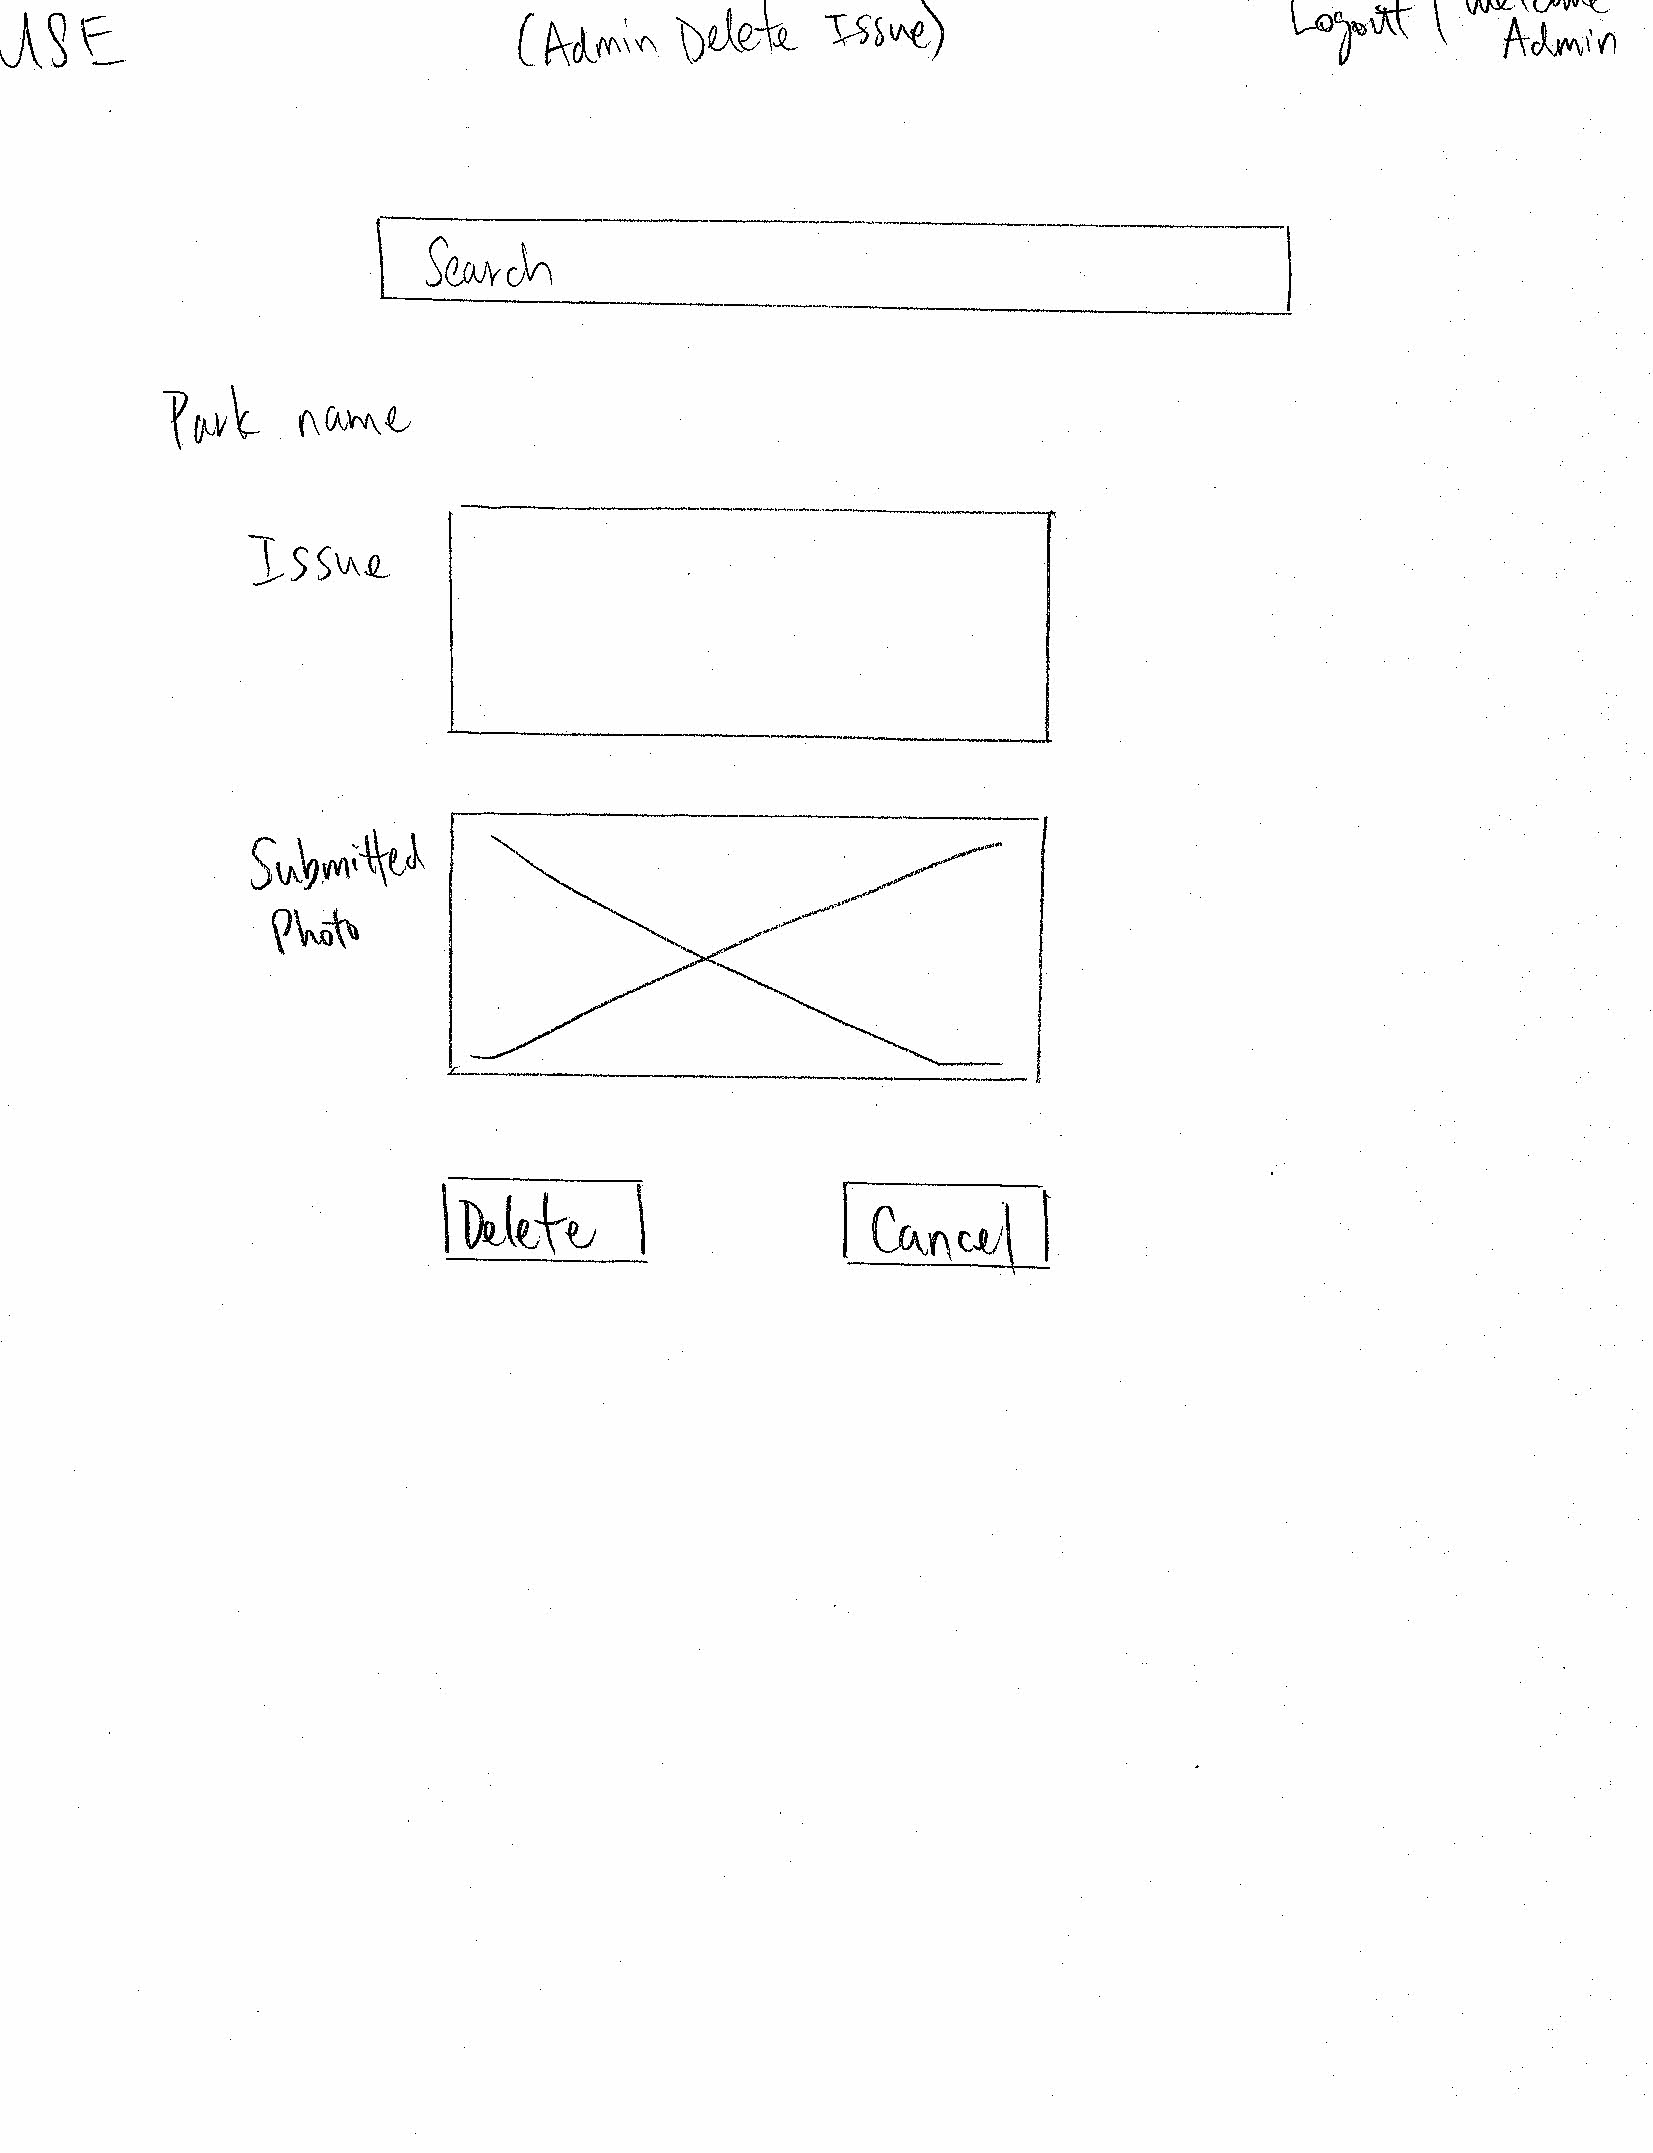 USE
(Admin Delete Issue)
Logout | Welcome
Admin
Search
Park name
Issue
Submitted
Photo
Delete
Cancel